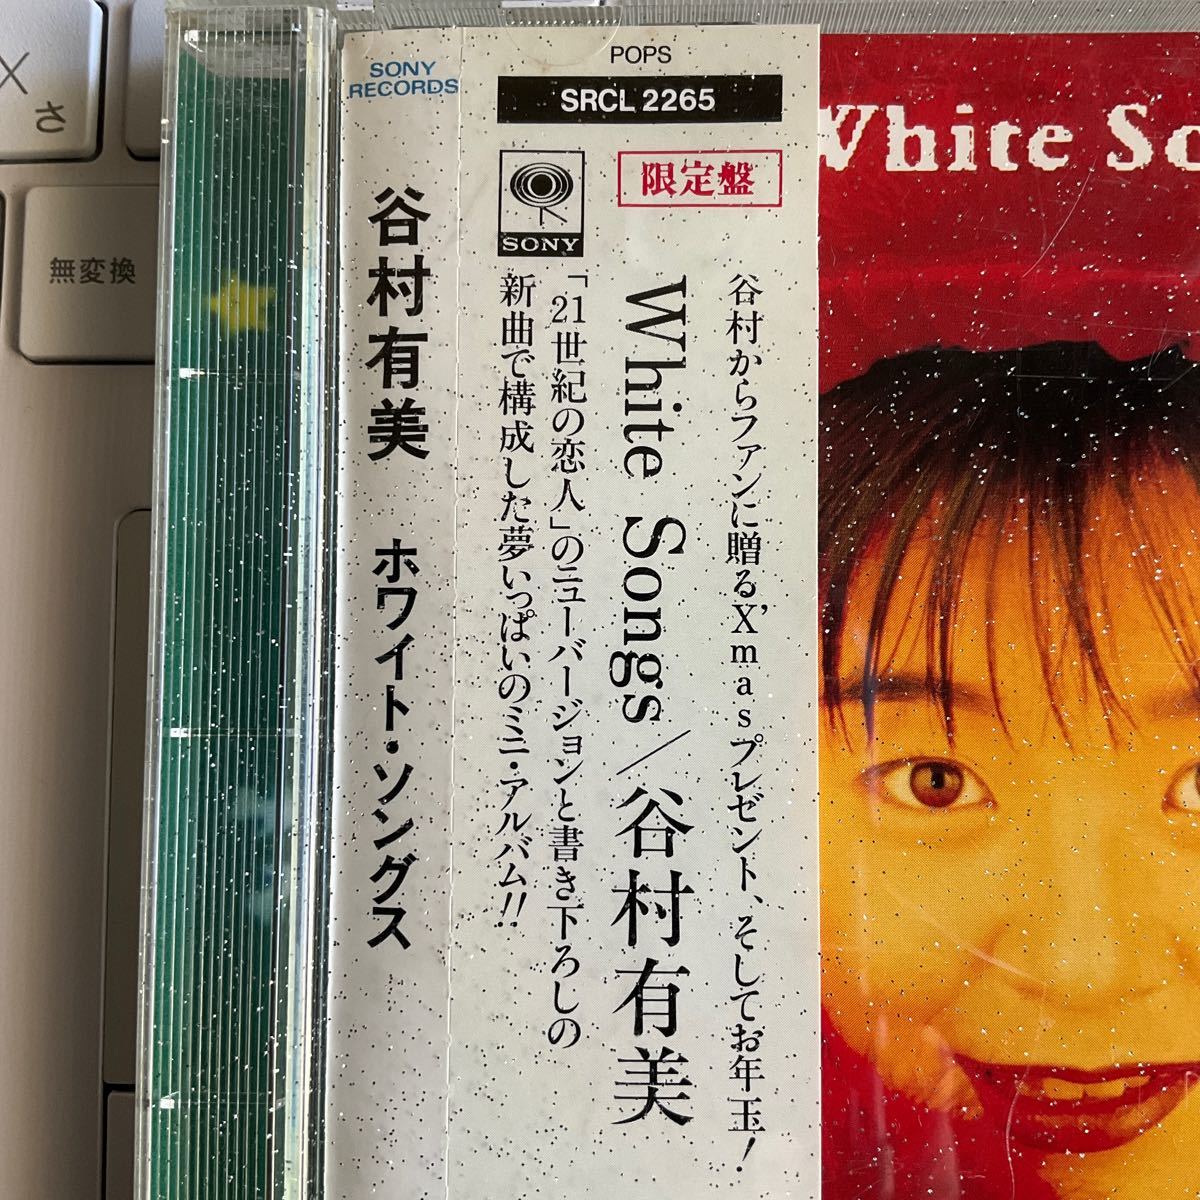 X
さ
無変換
SONY
RECORDS
谷村有美 ホワイト・ソングス
POPS
SRCL 2265
限定盤
SONY
谷村からファンに贈るX'masプレゼント、そしてお年玉!
White Songs/谷村有美
「21世紀の恋人」のニューバージョンと書き下ろしの
新曲で構成した夢いっぱいのミニ・アルバム!!
White So